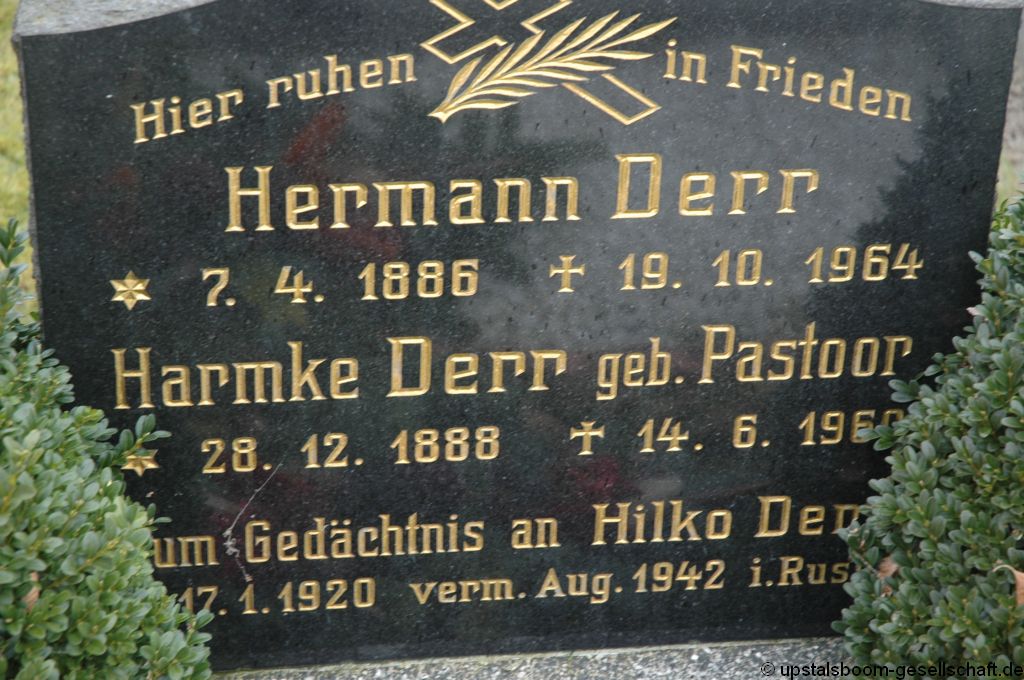 Hier ruhen in Frieden
Hermann Derr
7. 4. 1886 19. 10. 1964
Harmke Derr geb. Pastoor
28. 12. 1888 14. 6.
Gedächtnis an Hilko
17. 1. 1920 verm. Aug. 1942 i.
© upstalsboom-gesellschaft.de